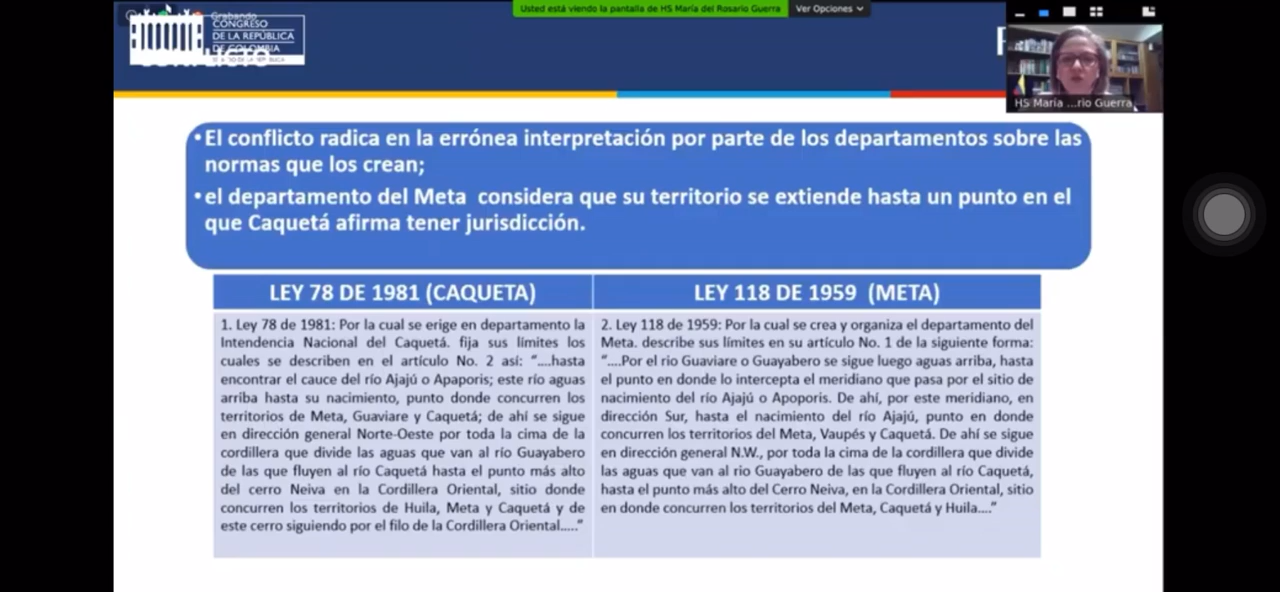 Usted está viendo la pantalla de HS María del Rosario Guerra
Ver Opciones
Grabando
CONGRESO
DE LA REPÚBLICA
DE COLOMBIA
CONFLICTO
HS María ...rio Guerra
•El conflicto radica en la errónea interpretación por parte de los departamentos sobre las
normas que los crean;
•el departamento del Meta considera que su territorio se extiende hasta un punto en el
que Caquetá afirma tener jurisdicción.
LEY 78 DE 1981 (CAQUETA)
1. Ley 78 de 1981: Por la cual se erige en departamento la
Intendencia Nacional del Caquetá. fija sus límites los
cuales se describen en el artículo No. 2 así: “....hasta
encontrar el cauce del río Ajajú o Apaporis; este río aguas
arriba hasta su nacimiento, punto donde concurren los
territorios de Meta, Guaviare y Caquetá; de ahí se sigue
en dirección general Norte-Oeste por toda la cima de la
cordillera que divide las aguas que van al río Guayabero
de las que fluyen al río Caquetá hasta el punto más alto
del cerro Neiva en la Cordillera Oriental, sitio donde
concurren los territorios de Huila, Meta y Caquetá y de
este cerro siguiendo por el filo de la Cordillera Oriental.....”
LEY 118 DE 1959 (META)
2. Ley 118 de 1959: Por la cual se crea y organiza el departamento del
Meta. describe sus límites en su artículo No. 1 de la siguiente forma:
“....Por el rio Guaviare o Guayabero se sigue luego aguas arriba, hasta
el punto en donde lo intercepta el meridiano que pasa por el sitio de
nacimiento del río Ajajú o Apoporis. De ahí, por este meridiano, en
dirección Sur, hasta el nacimiento del río Ajajú, punto en donde
concurren los territorios del Meta, Vaupés y Caquetá. De ahí se sigue
en dirección general N.W., por toda la cima de la cordillera que divide
las aguas que van al rio Guayabero de las que fluyen al río Caquetá,
hasta el punto más alto del Cerro Neiva, en la Cordillera Oriental, sitio
en donde concurren los territorios del Meta, Caquetá y Huila....”